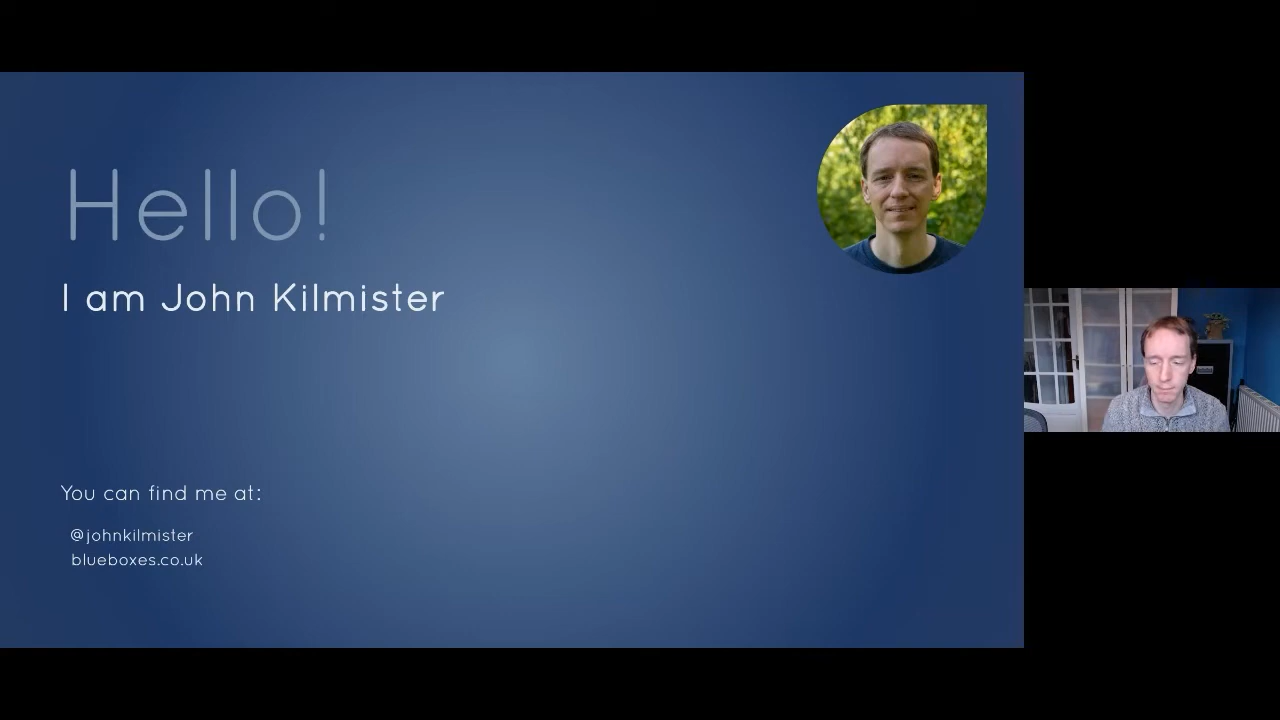 Hello!
I am John Kilmister
You can find me at:
@johnkilmister
blueboxes.co.uk